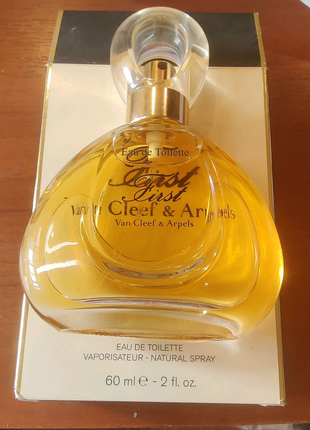 Eau de Toilette
First
First
Van Cleef & Arpels
Van Cleef & Arpels
EAU DE TOILETTE
VAPORISATEUR - NATURAL SPRAY
60 ml ℮ - 2 fl. oz.